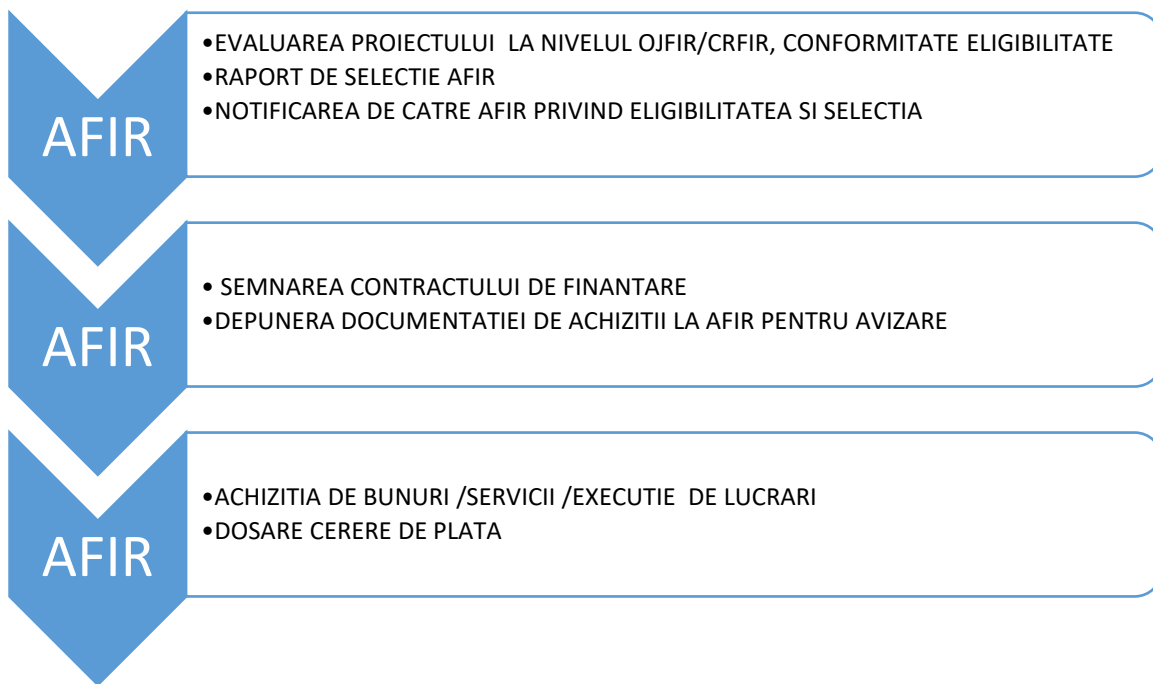 AFIR
•EVALUAREA PROIECTULUI LA NIVELUL OJFIR/CRFIR, CONFORMITATE ELIGIBILITATE
•RAPORT DE SELECTIE AFIR
•NOTIFICAREA DE CATRE AFIR PRIVIND ELIGIBILITATEA SI SELECTIA
AFIR
• SEMNAREA CONTRACTULUI DE FINANTARE
•DEPUNERA DOCUMENTATIEI DE ACHIZITII LA AFIR PENTRU AVIZARE
AFIR
•ACHIZITIA DE BUNURI /SERVICII /EXECUTIE DE LUCRARI
•DOSARE CERERE DE PLATA